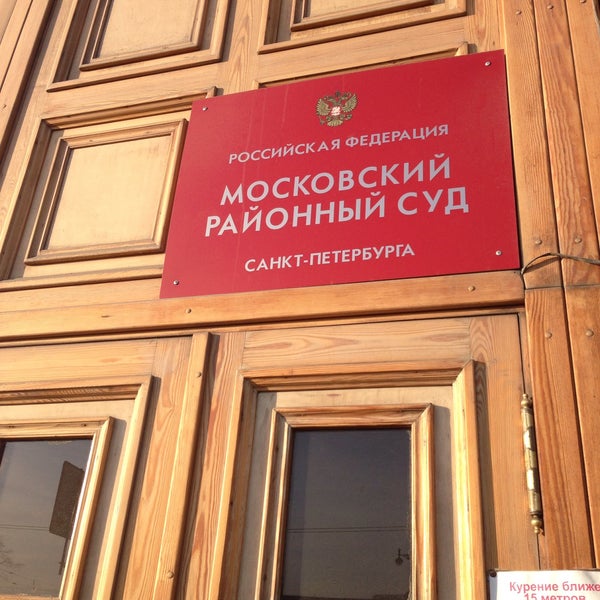 РОССИЙСКАЯ ФЕДЕРАЦИЯ
МОСКОВСКИЙ
РАЙОННЫЙ СУД
САНКТ-ПЕТЕРБУРГА
Курение ближе
15 метров